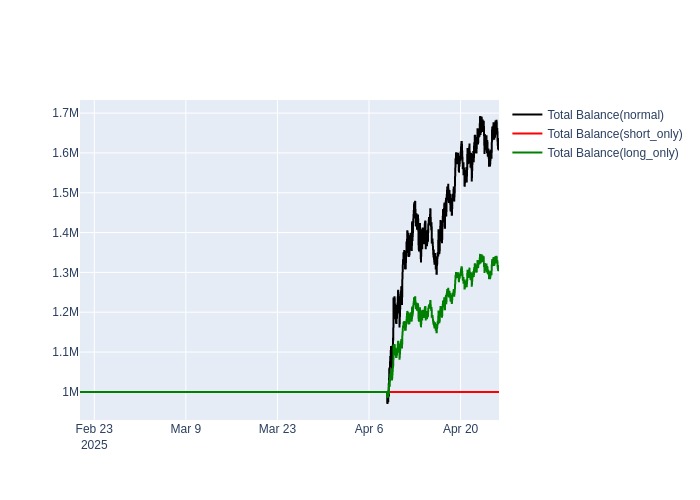 1.7M
1.6M
1.5M
1.4M
1.3M
1.2M
1.1M
1M
Feb 23
2025
Mar 9
Mar 23
Apr 6
Apr 20
Total Balance(normal)
Total Balance(short_only)
Total Balance(long_only)